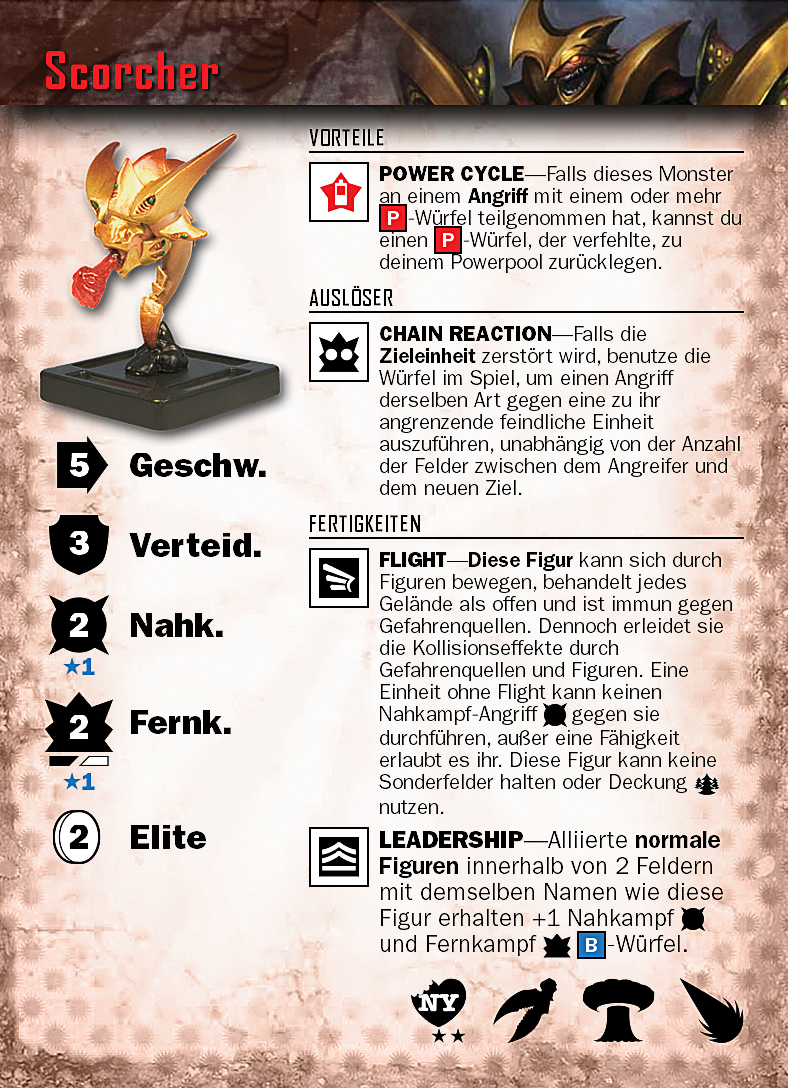 Scorcher
5 Geschw.
3 Verteid.
2 Nahk.
★1
2 Fernk.
★1
2 Elite
VORTEILE
POWER CYCLE—Falls dieses Monster
an einem Angriff mit einem oder mehr
P-Würfel teilgenommen hat, kannst du
einen P-Würfel, der verfehlte, zu
deinem Powerpool zurücklegen.
AUSLÖSER
CHAIN REACTION—Falls die
Zieleinheit zerstört wird, benutze die
Würfel im Spiel, um einen Angriff
derselben Art gegen eine zu ihr
angrenzende feindliche Einheit
auszuführen, unabhängig von der Anzahl
der Felder zwischen dem Angreifer und
dem neuen Ziel.
FERTIGKEITEN
FLIGHT—Diese Figur kann sich durch
Figuren bewegen, behandelt jedes
Gelände als offen und ist immun gegen
Gefahrenquellen. Dennoch erleidet sie
die Kollisionseffekte durch
Gefahrenquellen und Figuren. Eine
Einheit ohne Flight kann keinen
Nahkampf-Angriff gegen sie
durchführen, außer eine Fähigkeit
erlaubt es ihr. Diese Figur kann keine
Sonderfelder halten oder Deckung
nutzen.
LEADERSHIP—Alliierte normale
Figuren innerhalb von 2 Feldern
mit demselben Namen wie diese
Figur erhalten +1 Nahkampf
und Fernkampf B-Würfel.
NY
★★